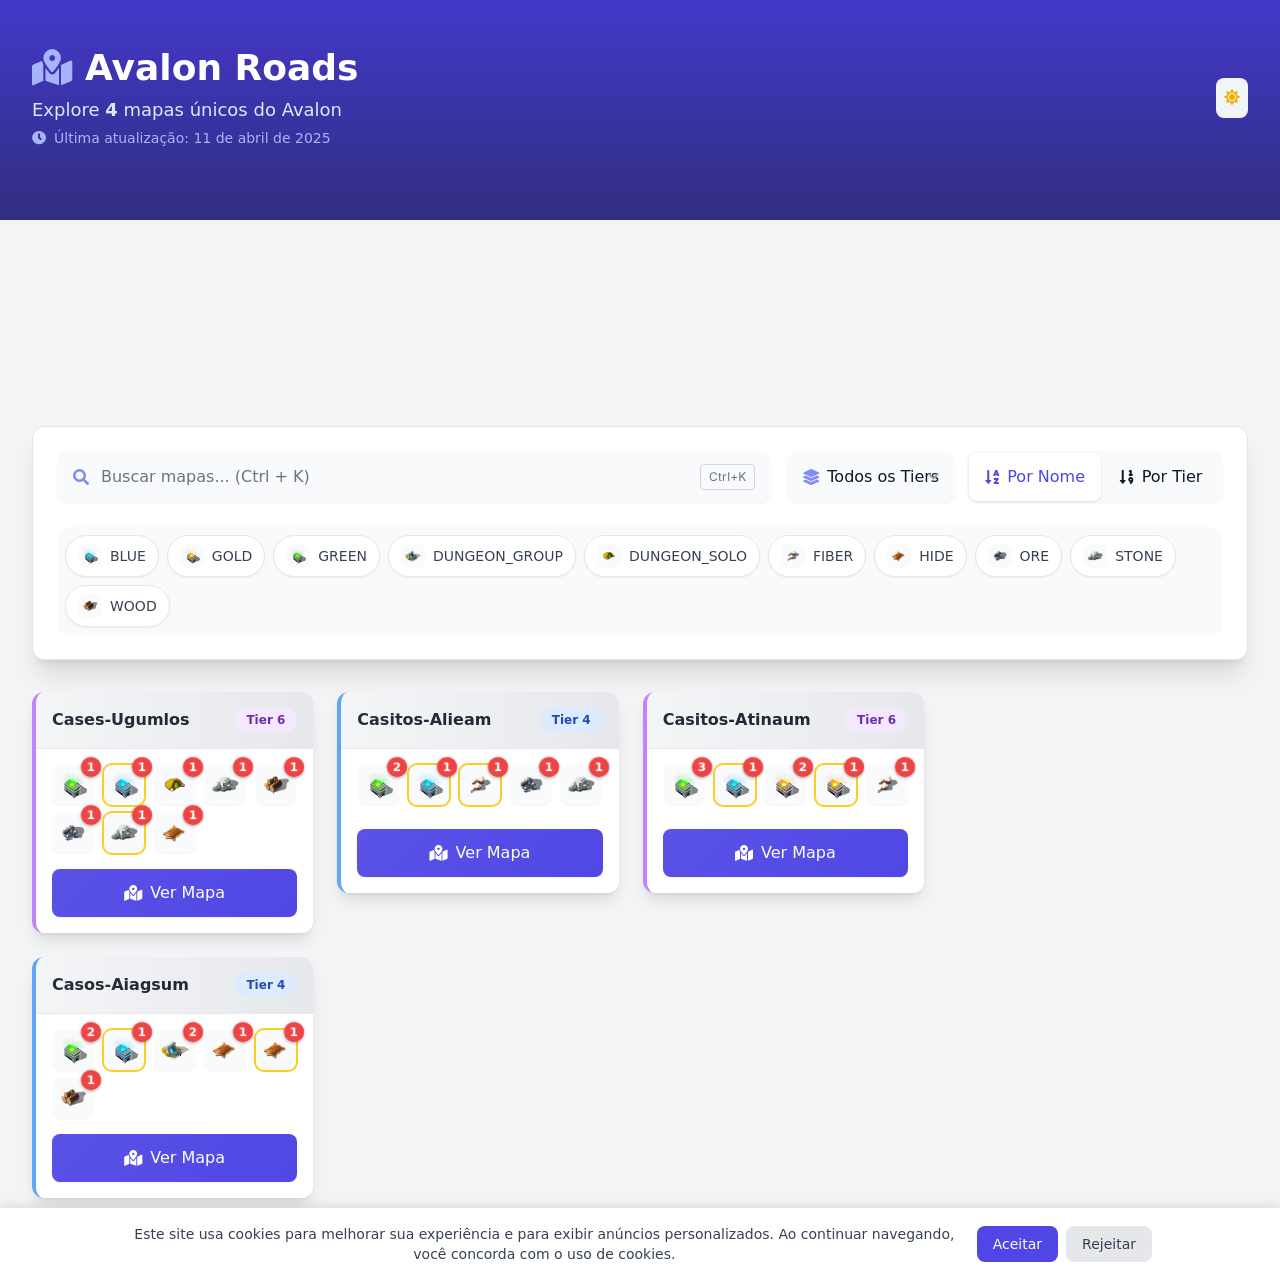 Avalon Roads
Explore 4 mapas únicos do Avalon
Última atualização: 11 de abril de 2025
Buscar mapas... (Ctrl + K)
Ctrl+K
Todos os Tiers
Por Nome
Por Tier
BLUE
GOLD
GREEN
DUNGEON_GROUP
DUNGEON_SOLO
FIBER
HIDE
ORE
STONE
WOOD
Cases-Ugumlos
Tier 6
1 1 1 1 1
1 1 1
Ver Mapa
Casitos-Alieam
Tier 4
2 1 1 1 1
Ver Mapa
Casitos-Atinaum
Tier 6
3 1 2 1 1
Ver Mapa
Casos-Aiagsum
Tier 4
2 1 2 1 1
1
Ver Mapa
Este site usa cookies para melhorar sua experiência e para exibir anúncios personalizados. Ao continuar navegando,
você concorda com o uso de cookies.
Aceitar
Rejeitar